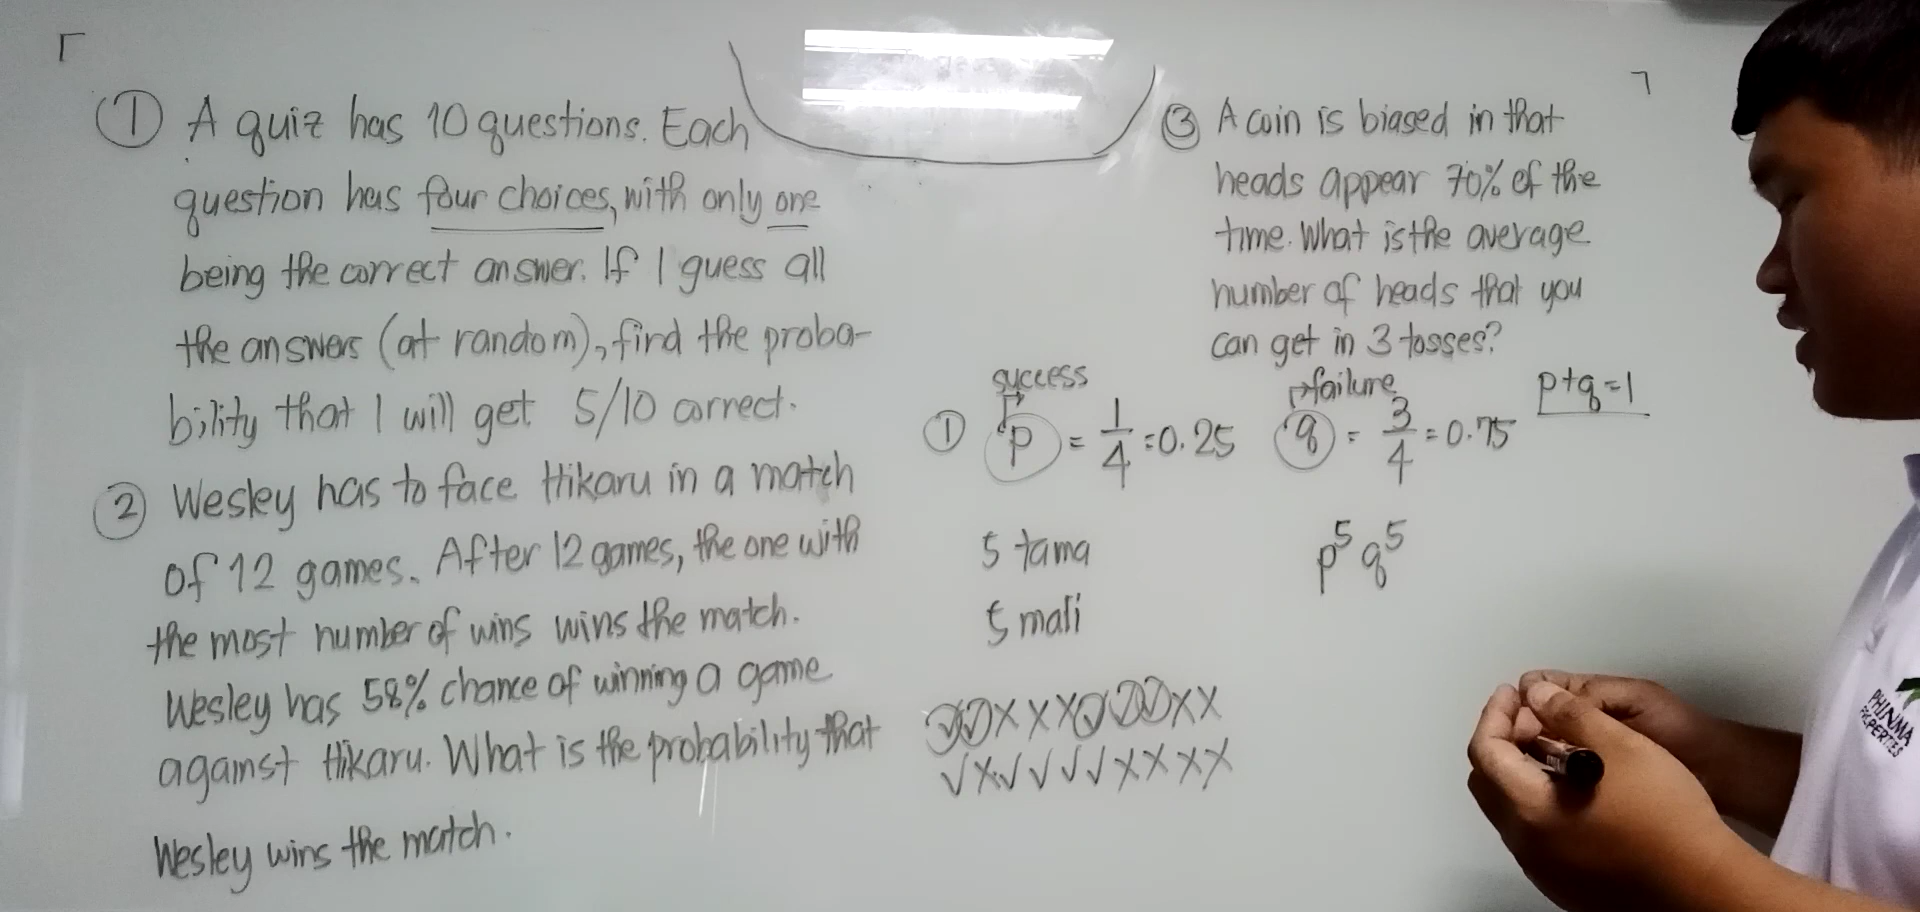 ① A quiz has 10 questions. Each
question has four choices, with only one
being the correct answer. If I guess all
the answers (at random), find the proba-
bility that I will get 5/10 correct.
② Wesley has to face Hikaru in a match
of 12 games. After 12 games, the one with
the most number of wins wins the match.
Wesley has 58% chance of winning a game
against Hikaru. What is the probability that
Wesley wins the match.
③ A coin is biased in that
heads appear 70% of the
time. What is the average
number of heads that you
can get in 3 tosses?
success
① p = 1/4 = 0.25
failure
q = 3/4 = 0.75
p+q=1
5 tama
5 mali
p⁵ q⁵
✓✓XXX✓✓✓XX
✓X✓✓✓✓XXXX
PHINMA
PROPERTIES